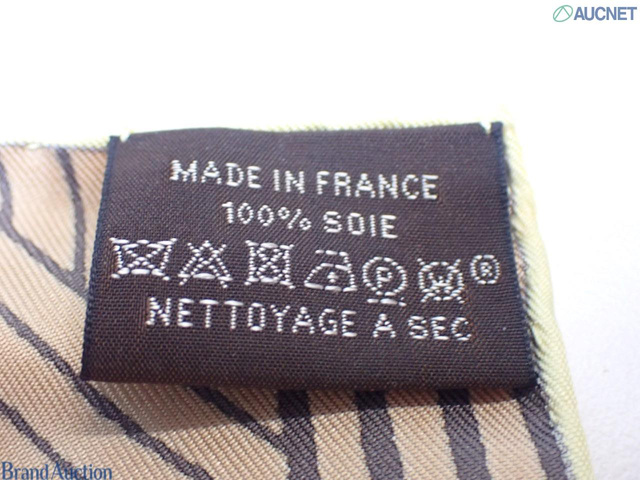 AUCNET
MADE IN FRANCE
100% SOIE
P W ®
NETTOYAGE A SEC
Brand Auction